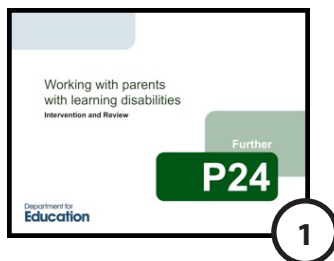 Working with parents
with learning disabilities
Intervention and Review
Further
P24
Department for
Education
1